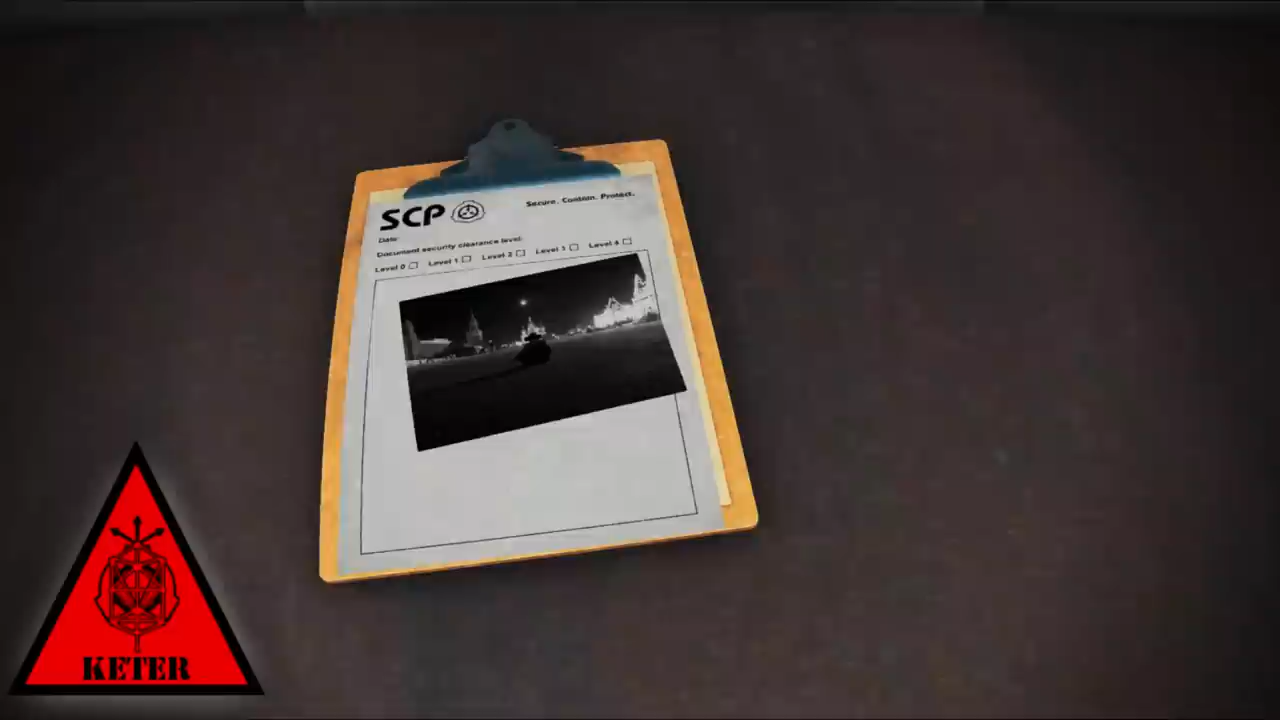 SCP
Secure. Contain. Protect.
Date:
Document security clearance level:
Level 0 Level 1 Level 2 Level 3 Level 4
KETER